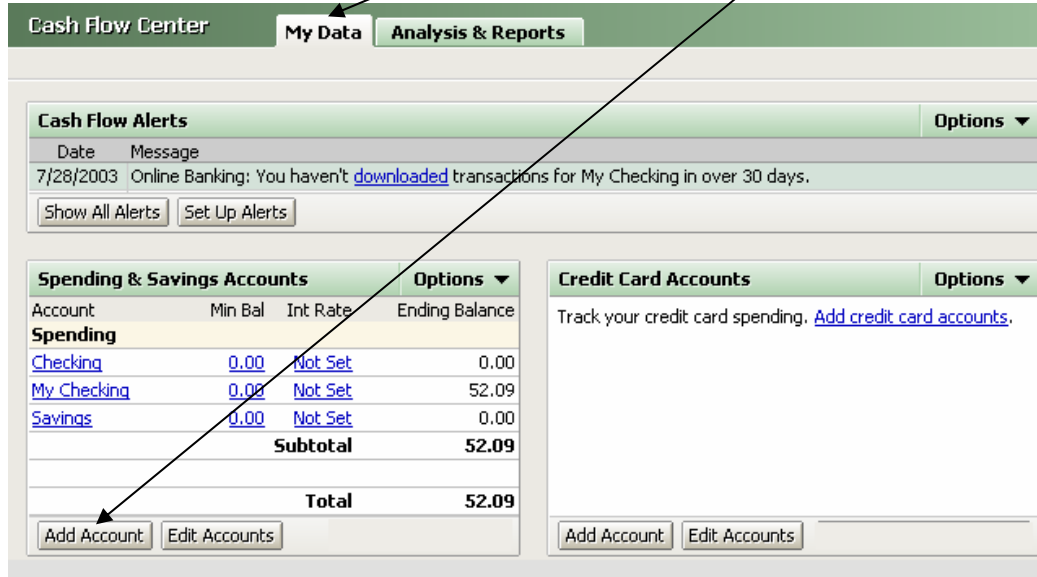 Cash Flow Center My Data Analysis & Reports
Cash Flow Alerts Options
Date Message
7/28/2003 Online Banking: You haven't downloaded transactions for My Checking in over 30 days.
Show All Alerts Set Up Alerts
Spending & Savings Accounts Options
Account Min Bal Int Rate Ending Balance
Spending
Checking 0.00 Not Set 0.00
My Checking 0.00 Not Set 52.09
Savings 0.00 Not Set 0.00
Subtotal 52.09
Total 52.09
Add Account Edit Accounts
Credit Card Accounts Options
Track your credit card spending. Add credit card accounts.
Add Account Edit Accounts